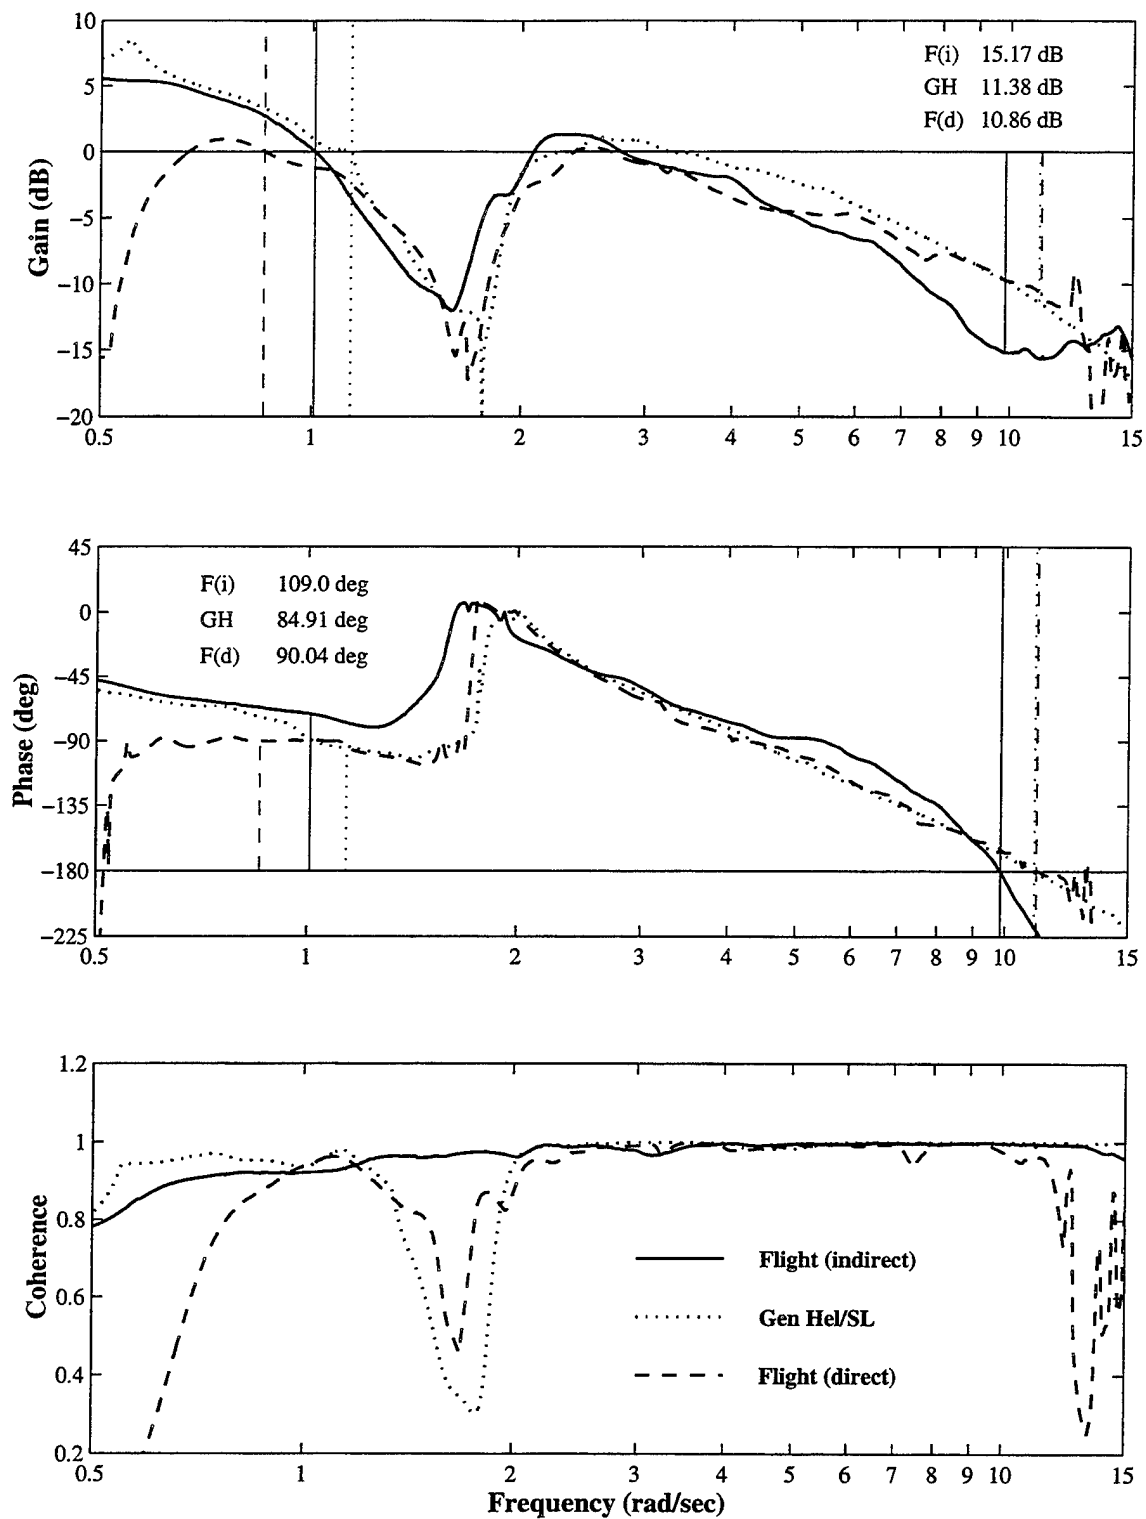 10
5
0
−5
−10
−15
−20
Gain (dB)
F(i) 15.17 dB
GH 11.38 dB
F(d) 10.86 dB
0.5 1 2 3 4 5 6 7 8 9 10 15
45
0
−45
−90
−135
−180
−225
Phase (deg)
F(i) 109.0 deg
GH 84.91 deg
F(d) 90.04 deg
0.5 1 2 3 4 5 6 7 8 9 10 15
1.2
1
0.8
0.6
0.4
0.2
Coherence
Flight (indirect)
Gen Hel/SL
Flight (direct)
0.5 1 2 3 4 5 6 7 8 9 10 15
Frequency (rad/sec)